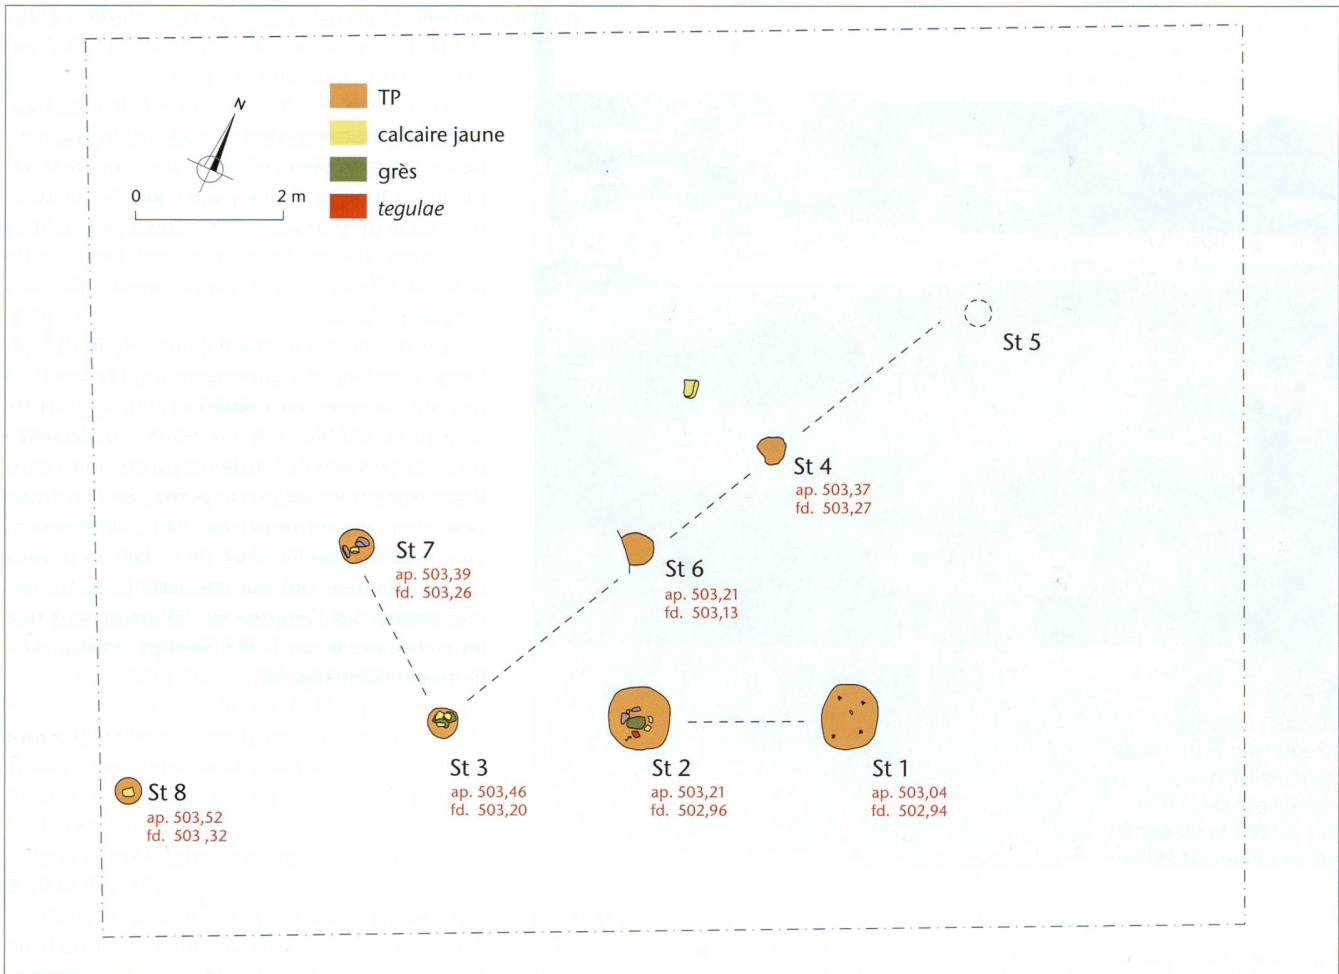 N
0 2 m
TP
calcaire jaune
grès
tegulae
St 5
St 4
ap. 503,37
fd. 503,27
St 7
ap. 503,39
fd. 503,26
St 6
ap. 503,21
fd. 503,13
St 3
ap. 503,46
fd. 503,20
St 2
ap. 503,21
fd. 502,96
St 1
ap. 503,04
fd. 502,94
St 8
ap. 503,52
fd. 503 ,32